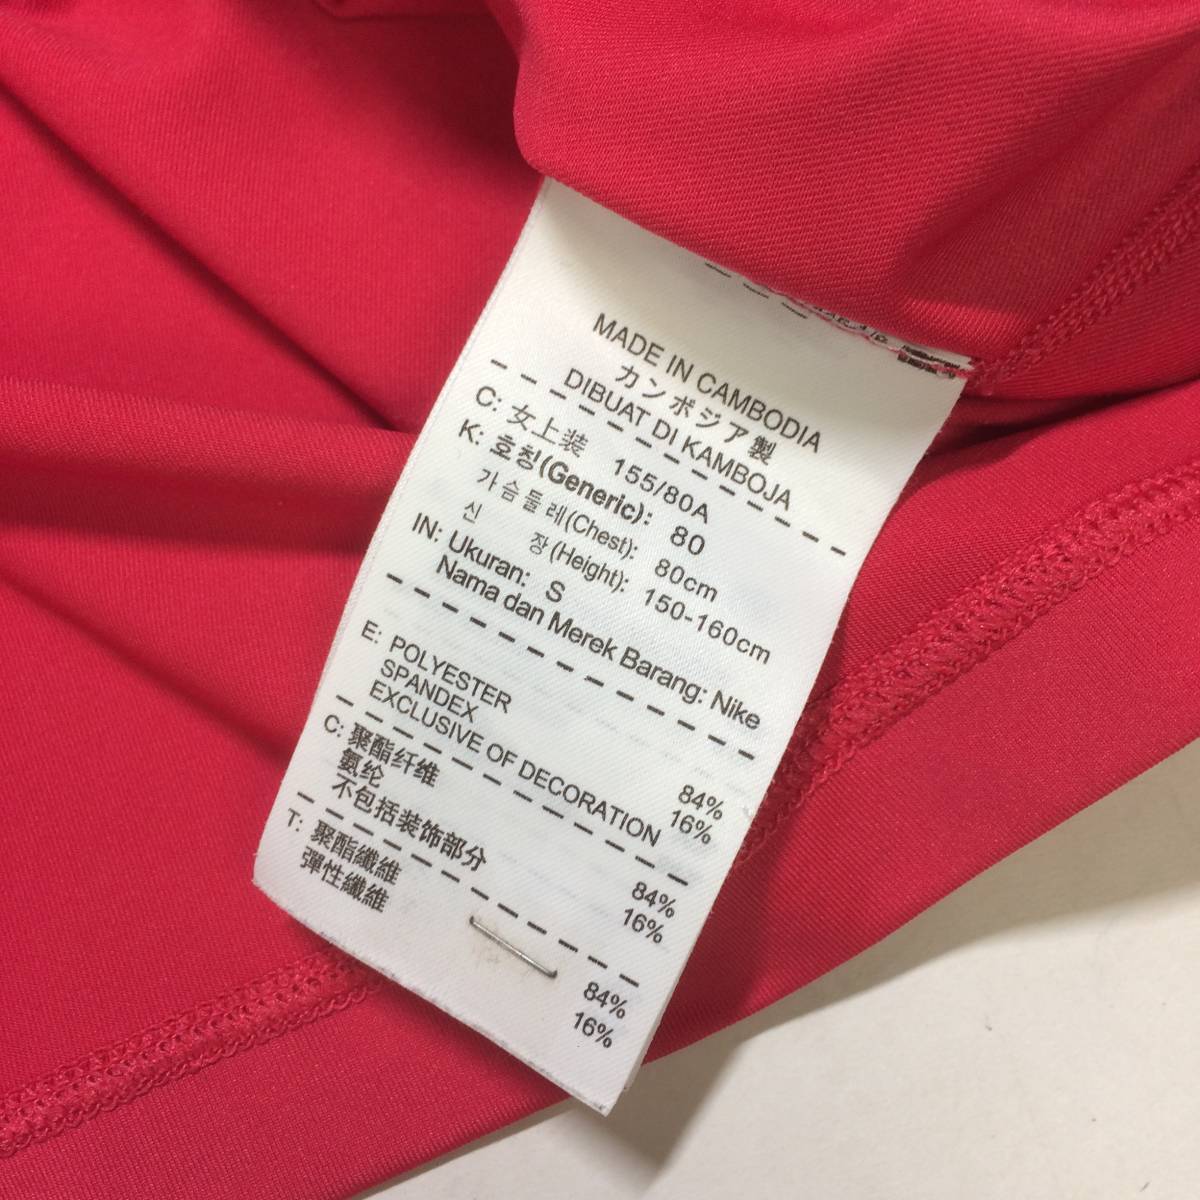 MADE IN CAMBODIA
カンボジア製
DIBUAT DI KAMBOJA
C: 女上装 155/80A
K: 호칭(Generic): 80
가슴둘레(Chest): 80cm
신 장(Height): 150-160cm
IN: Ukuran: S
Nama dan Merek Barang: Nike
E: POLYESTER 84%
SPANDEX 16%
EXCLUSIVE OF DECORATION
C: 聚酯纤维 84%
氨纶 16%
不包括装饰部分
T: 聚酯纖維 84%
彈性纖維 16%